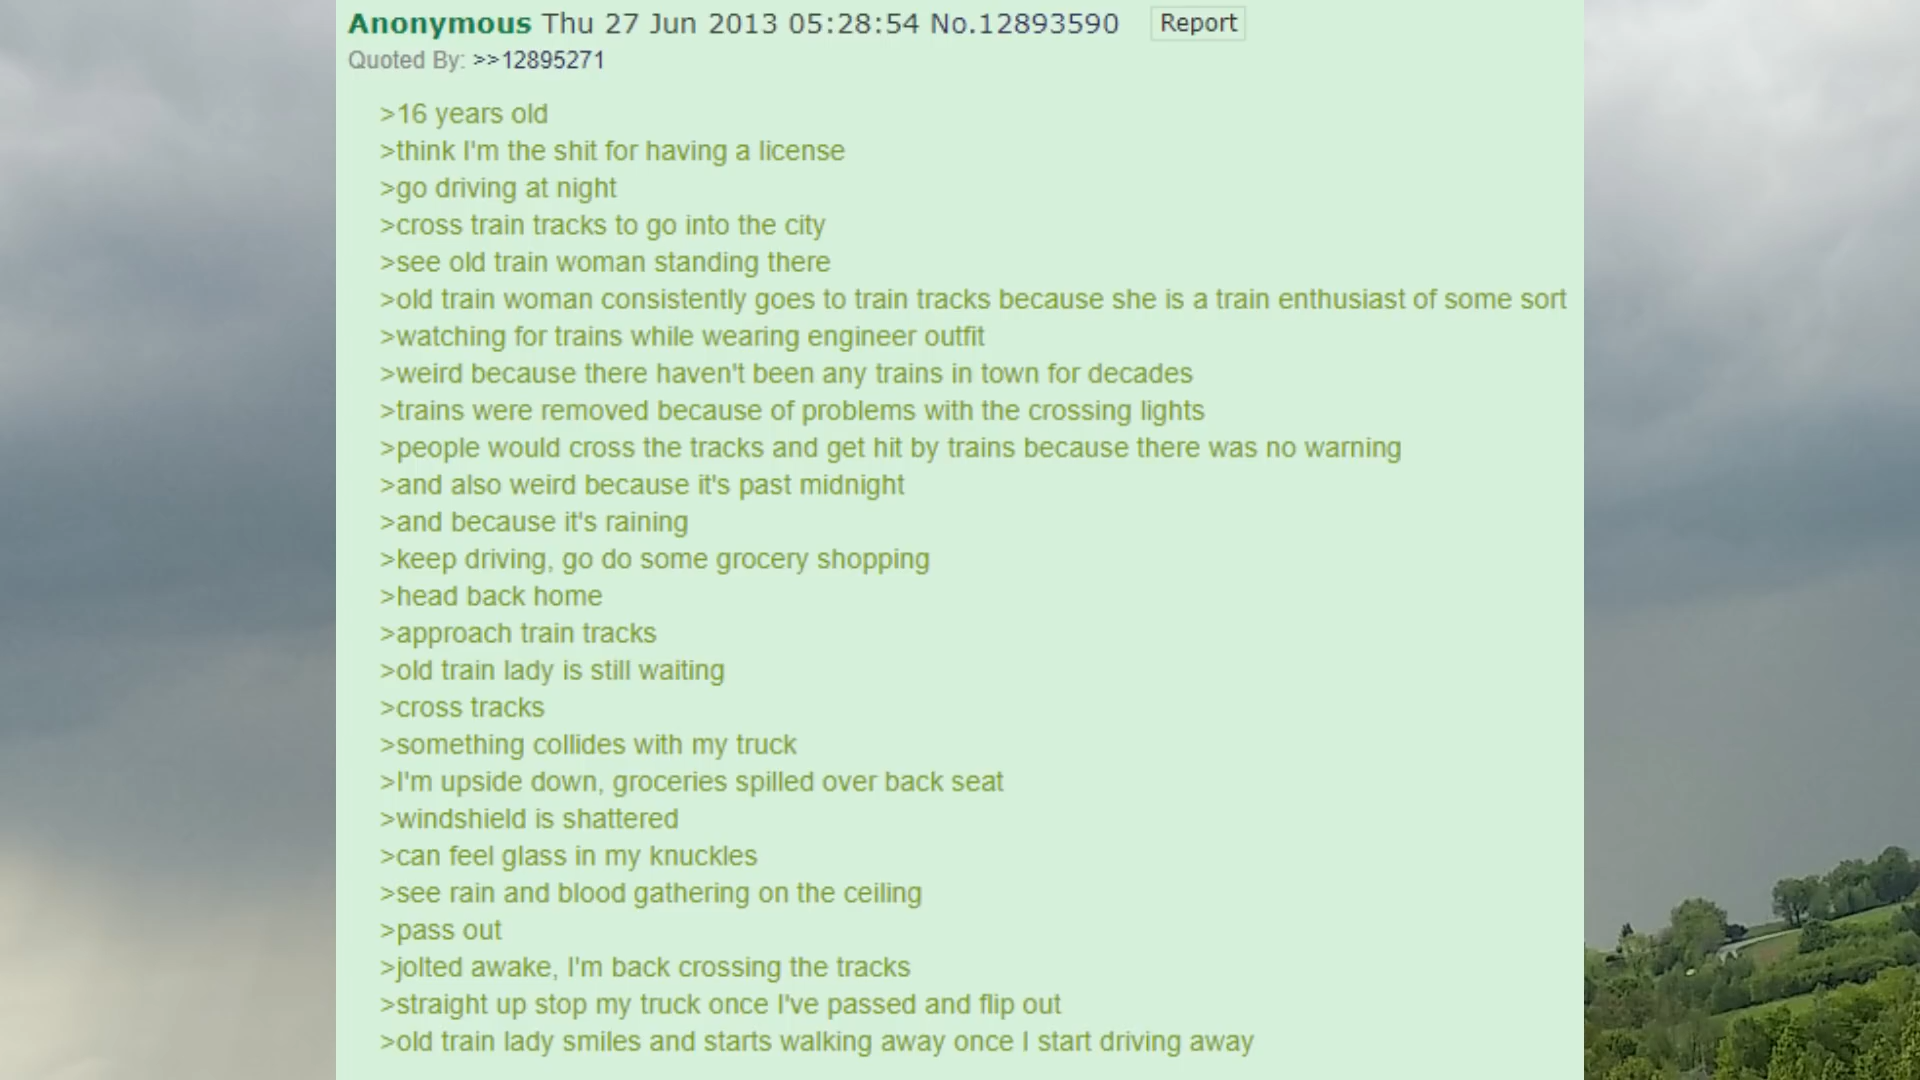 Anonymous Thu 27 Jun 2013 05:28:54 No.12893590 Report
Quoted By: >>12895271
>16 years old
>think I'm the shit for having a license
>go driving at night
>cross train tracks to go into the city
>see old train woman standing there
>old train woman consistently goes to train tracks because she is a train enthusiast of some sort
>watching for trains while wearing engineer outfit
>weird because there haven't been any trains in town for decades
>trains were removed because of problems with the crossing lights
>people would cross the tracks and get hit by trains because there was no warning
>and also weird because it's past midnight
>and because it's raining
>keep driving, go do some grocery shopping
>head back home
>approach train tracks
>old train lady is still waiting
>cross tracks
>something collides with my truck
>I'm upside down, groceries spilled over back seat
>windshield is shattered
>can feel glass in my knuckles
>see rain and blood gathering on the ceiling
>pass out
>jolted awake, I'm back crossing the tracks
>straight up stop my truck once I've passed and flip out
>old train lady smiles and starts walking away once I start driving away